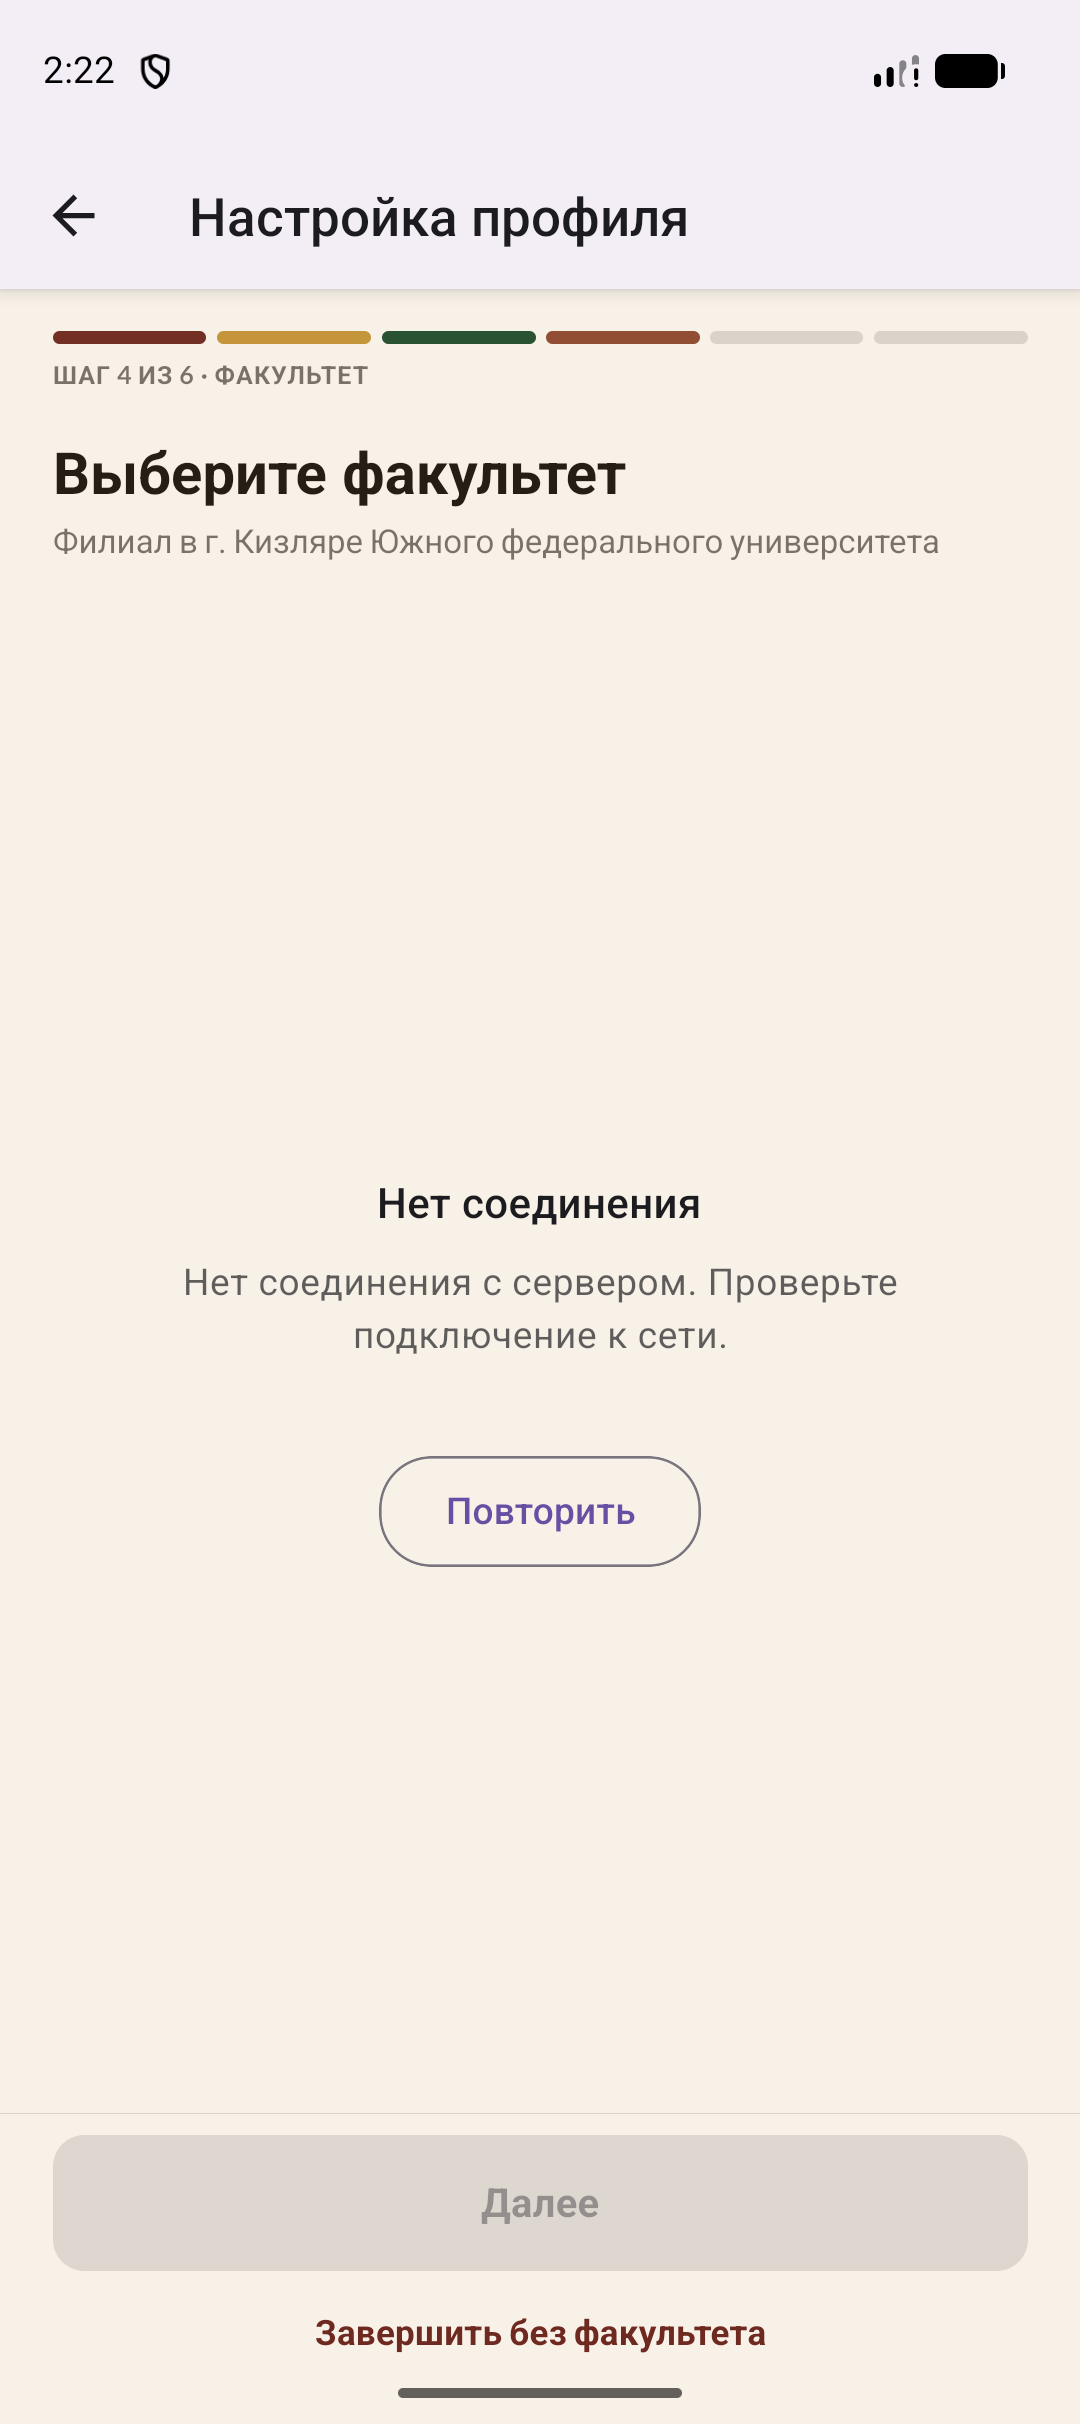 2:22
Настройка профиля
ШАГ 4 ИЗ 6 · ФАКУЛЬТЕТ
Выберите факультет
Филиал в г. Кизляре Южного федерального университета
Нет соединения
Нет соединения с сервером. Проверьте
подключение к сети.
Повторить
Далее
Завершить без факультета